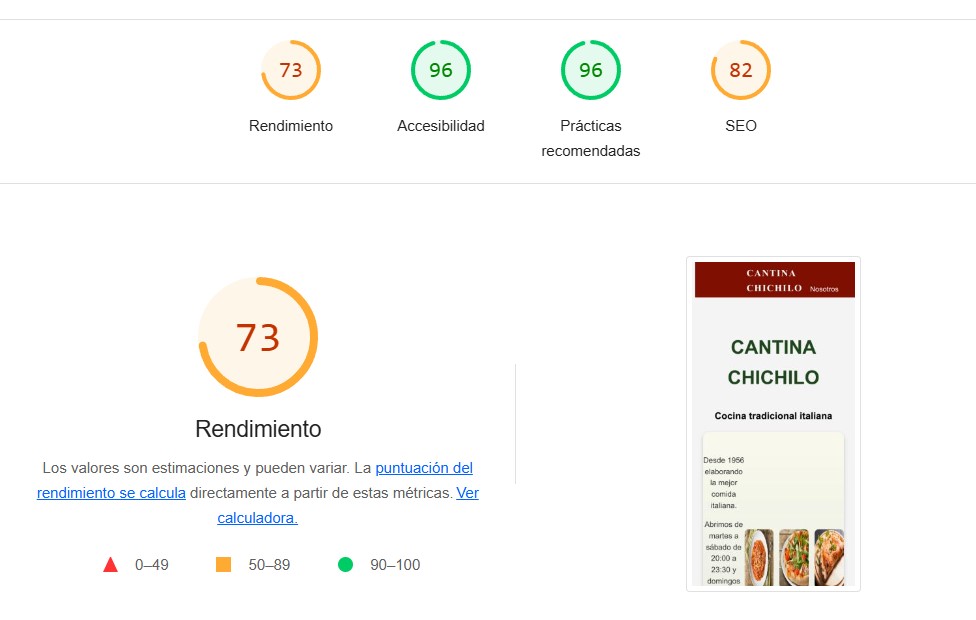 73
96
96
82
Rendimiento
Accesibilidad
Prácticas
recomendadas
SEO
73
Rendimiento
Los valores son estimaciones y pueden variar. La puntuación del
rendimiento se calcula directamente a partir de estas métricas. Ver
calculadora.
0–49
50–89
90–100
CANTINA
CHICHILO Nosotros
CANTINA
CHICHILO
Cocina tradicional italiana
Desde 1956
elaborando
la mejor
comida
italiana.
Abrimos de
martes a
sábado de
20:00 a
23:30 y
domingos